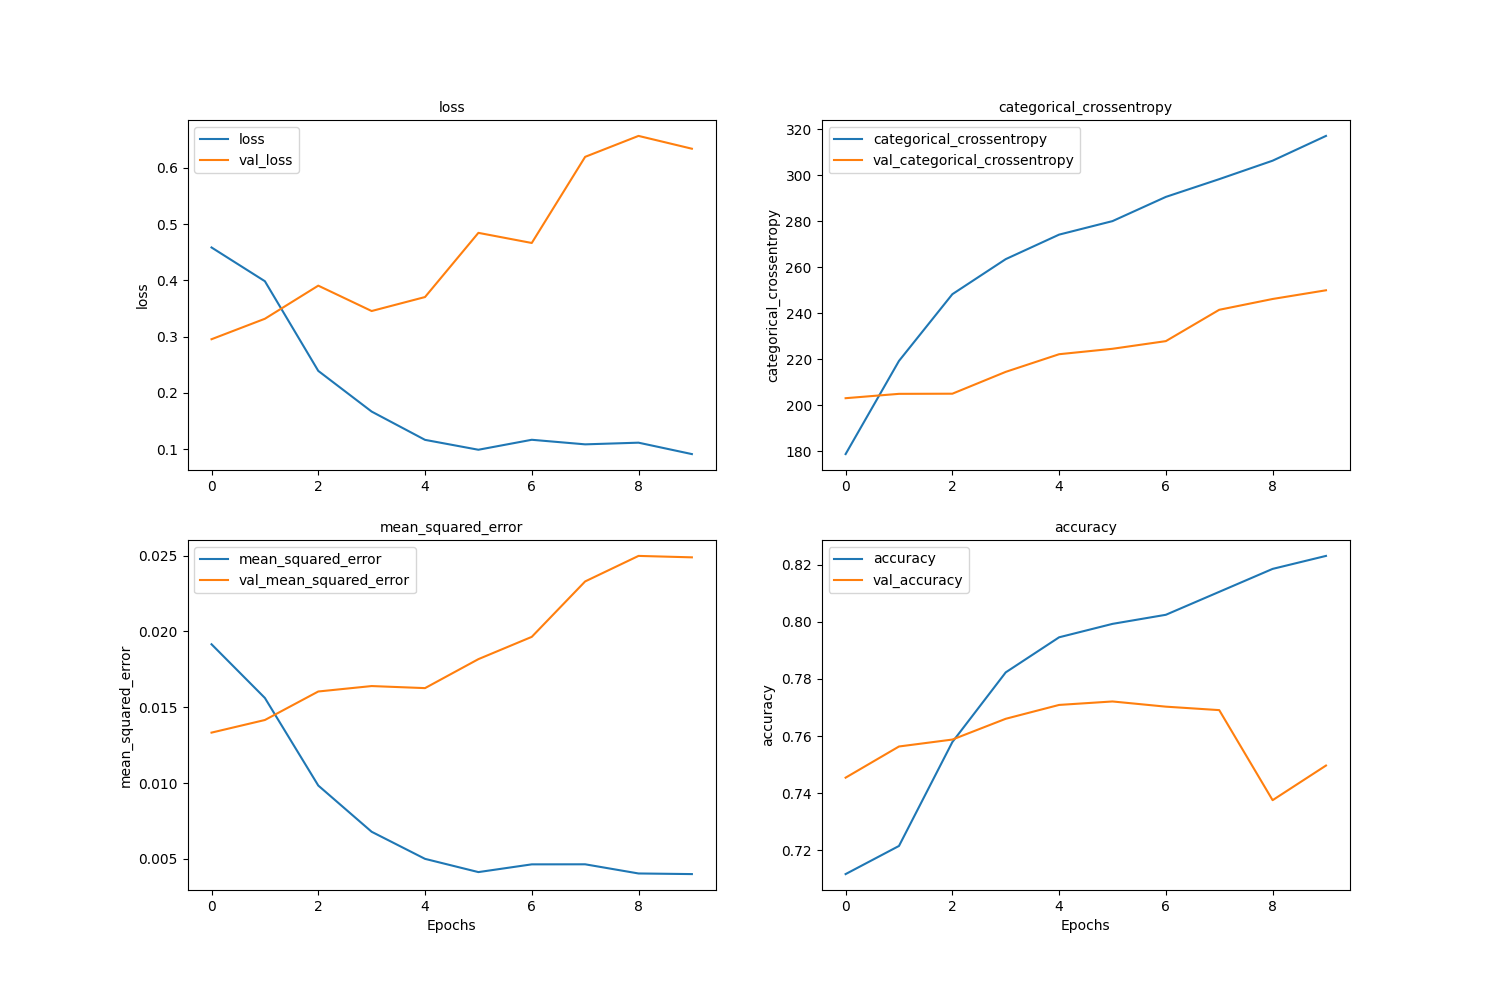 loss
loss
val_loss
loss
0.6
0.5
0.4
0.3
0.2
0.1
0 2 4 6 8
categorical_crossentropy
categorical_crossentropy
val_categorical_crossentropy
categorical_crossentropy
320
300
280
260
240
220
200
180
0 2 4 6 8
mean_squared_error
mean_squared_error
val_mean_squared_error
mean_squared_error
0.025
0.020
0.015
0.010
0.005
0 2 4 6 8
Epochs
accuracy
accuracy
val_accuracy
accuracy
0.82
0.80
0.78
0.76
0.74
0.72
0 2 4 6 8
Epochs